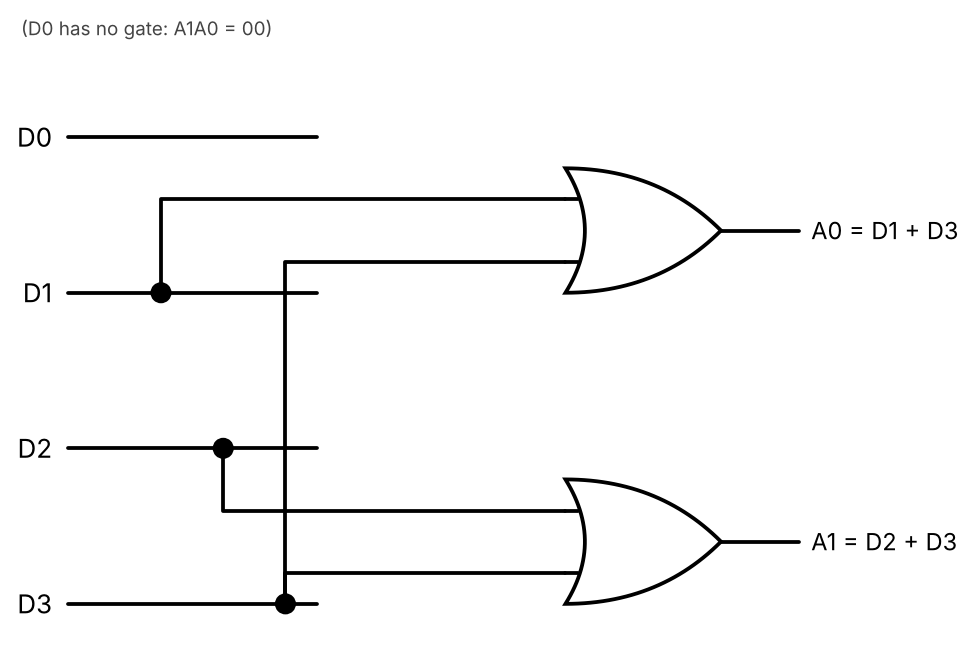 (D0 has no gate: A1A0 = 00)
D0
A0 = D1 + D3
D1
D2
A1 = D2 + D3
D3